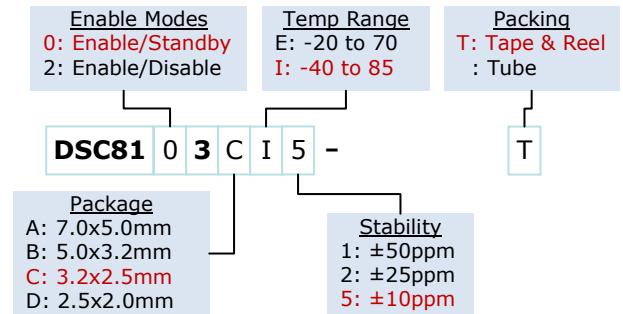 Enable Modes
0: Enable/Standby
2: Enable/Disable
Temp Range
E: -20 to 70
I: -40 to 85
Packing
T: Tape & Reel
: Tube
DSC81 0 3 C I 5 - T
Package
A: 7.0x5.0mm
B: 5.0x3.2mm
C: 3.2x2.5mm
D: 2.5x2.0mm
Stability
1: ±50ppm
2: ±25ppm
5: ±10ppm